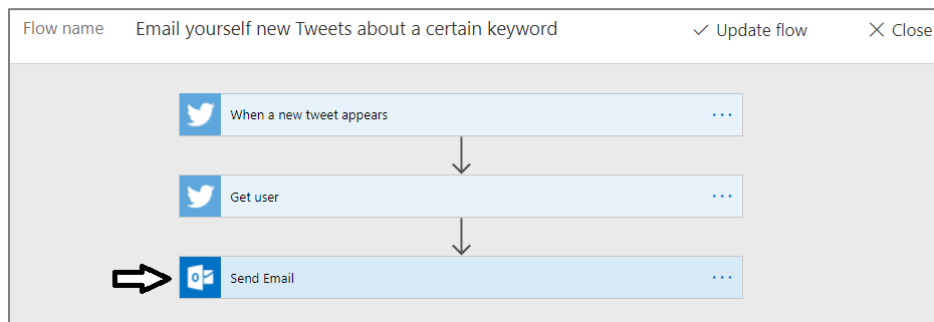 Flow name Email yourself new Tweets about a certain keyword Update flow Close
When a new tweet appears
Get user
Send Email